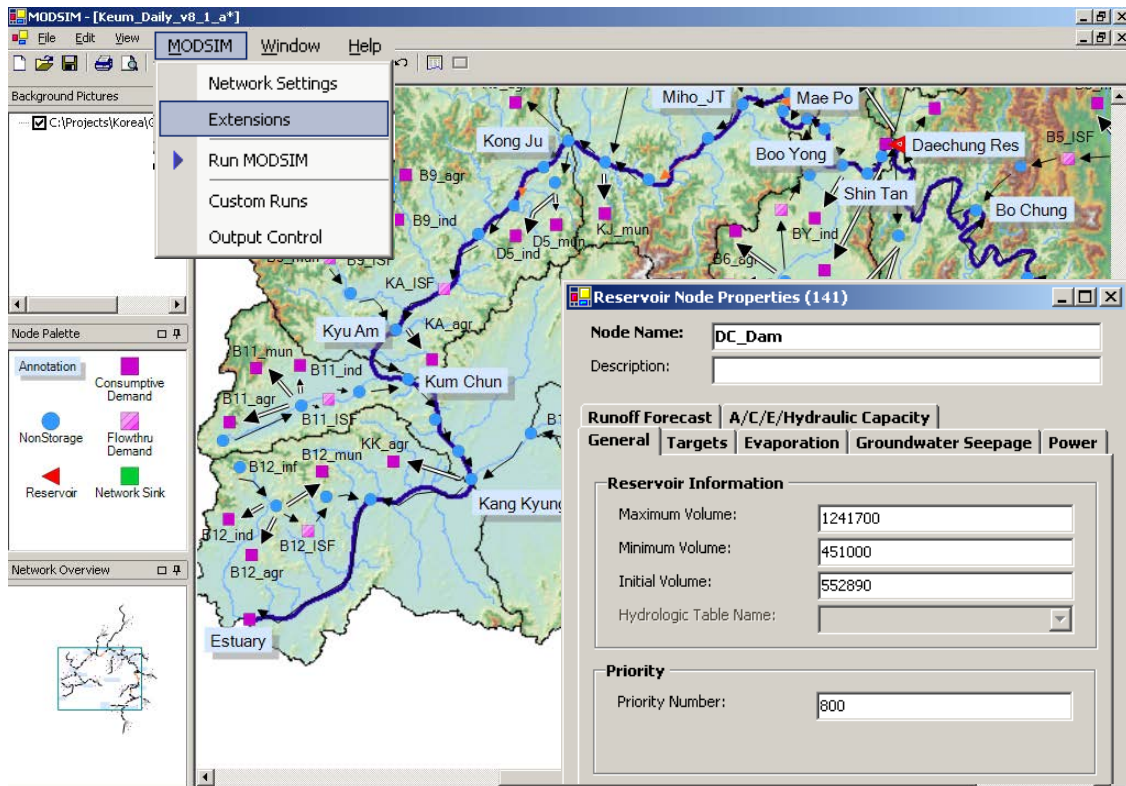 MODSIM - [Keum_Daily_v8_1_a*]
File Edit View MODSIM Window Help
Network Settings
Extensions
Run MODSIM
Custom Runs
Output Control
Background Pictures
C:\Projects\Korea\
Miho_JT
Mae Po
Kong Ju
Boo Yong
Daechung Res
B5_ISF
B9_agr
Shin Tan
B9_ind
KJ_mun
BY_ind
Bo Chung
D5_mun
D5_ind
B6_agr
B9_ISF
KA_ISF
Node Palette
Annotation
Consumptive
Demand
NonStorage
Flowthru
Demand
Reservoir
Network Sink
Kyu Am
KA_agr
B11_mun
B11_ind
Kum Chun
B11_agr
B11_ISF
B12_mun
KK_agr
B12_inf
Kang Kyung
B12_ind
B12_ISF
B12_agr
Estuary
Network Overview
Reservoir Node Properties (141)
Node Name: DC_Dam
Description:
Runoff Forecast A/C/E/Hydraulic Capacity
General Targets Evaporation Groundwater Seepage Power
Reservoir Information
Maximum Volume: 1241700
Minimum Volume: 451000
Initial Volume: 552890
Hydrologic Table Name:
Priority
Priority Number: 800